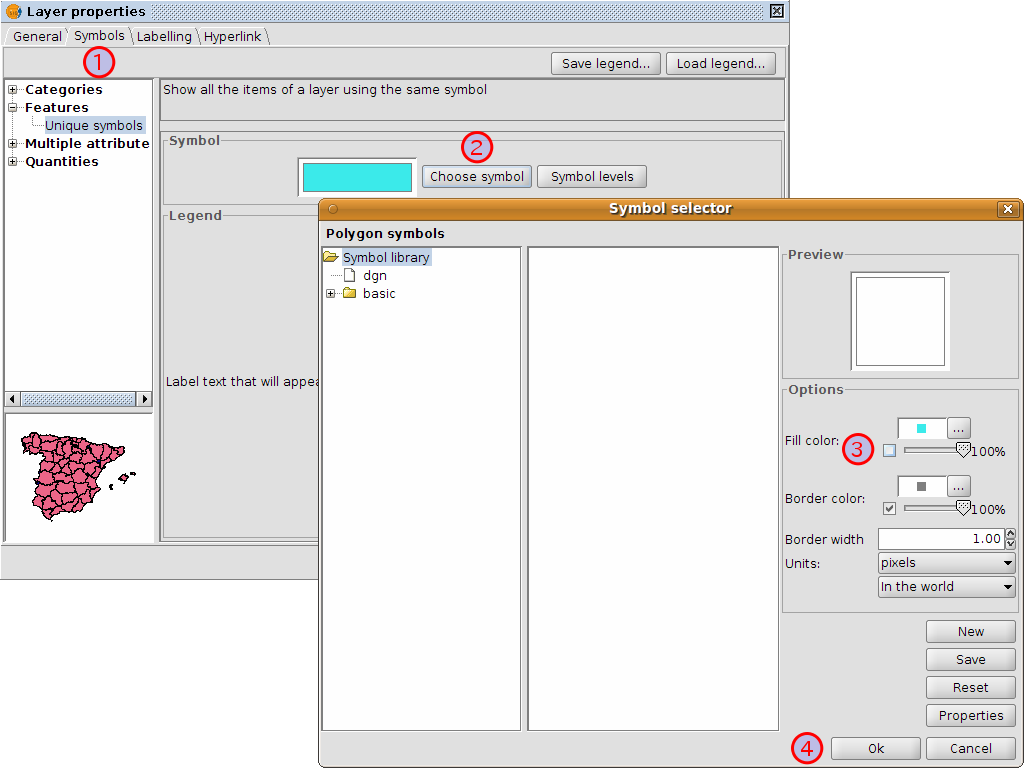 Layer properties
General Symbols Labelling Hyperlink
1
Save legend... Load legend...
Categories
Features
Unique symbols
Multiple attribute
Quantities
Show all the items of a layer using the same symbol
Symbol
2
Choose symbol Symbol levels
Legend
Label text that will appea
Symbol selector
Polygon symbols
Symbol library
dgn
basic
Preview
Options
Fill color: ...
3
100%
Border color: ...
100%
Border width 1.00
Units: pixels
In the world
New
Save
Reset
Properties
4
Ok Cancel